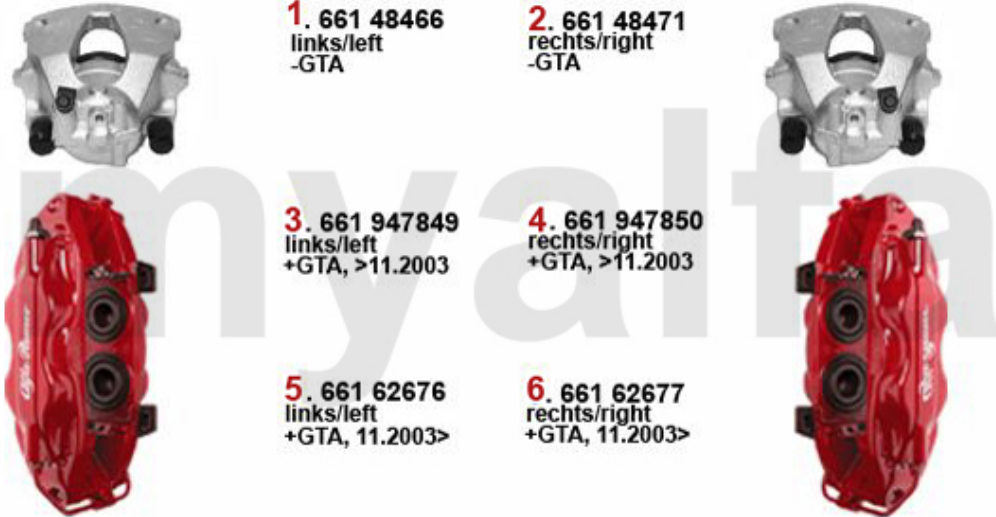 1. 661 48466
links/left
-GTA
2. 661 48471
rechts/right
-GTA
3. 661 947849
links/left
+GTA, >11.2003
4. 661 947850
rechts/right
+GTA, >11.2003
5. 661 62676
links/left
+GTA, 11.2003>
6. 661 62677
rechts/right
+GTA, 11.2003>
myalfa